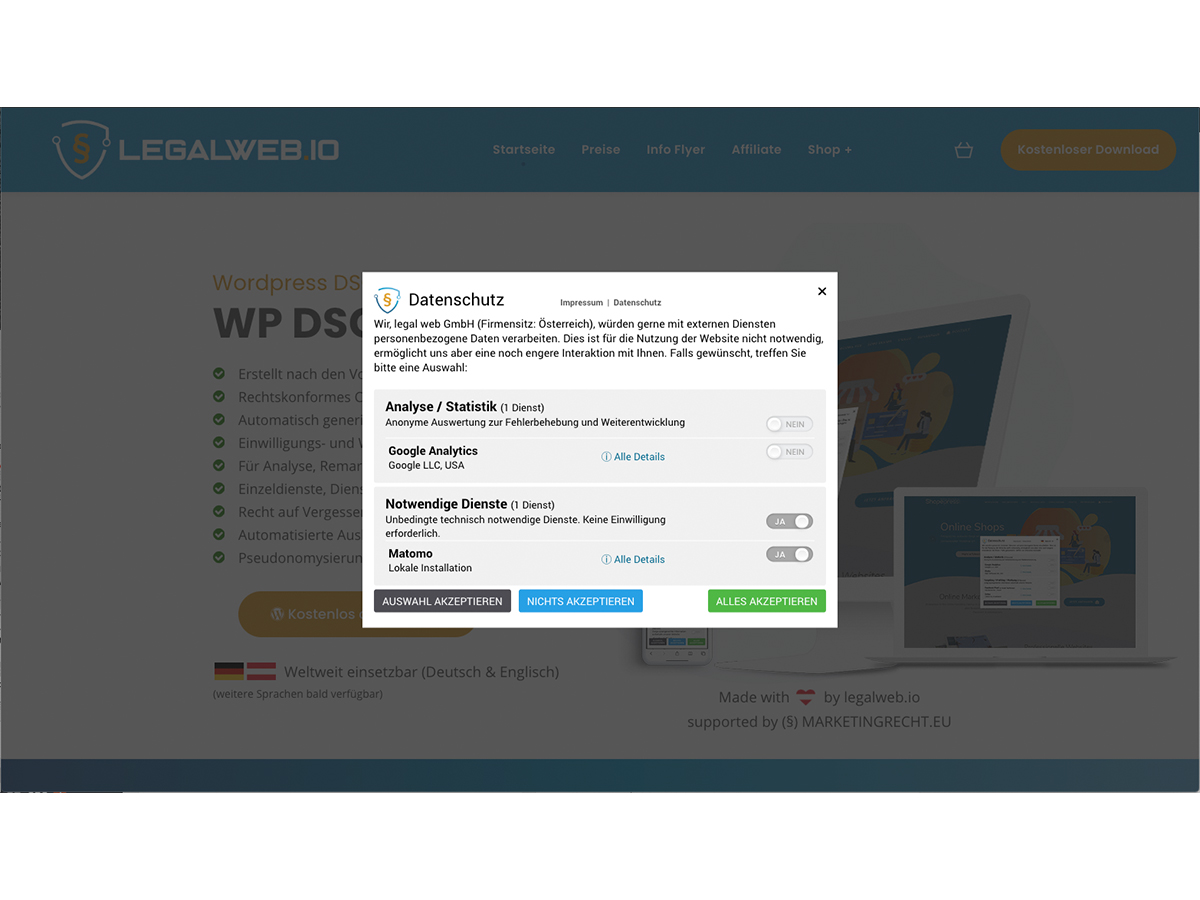 LEGALWEB.IO
Startseite Preise Info Flyer Affiliate Shop + Kostenloser Download
Wordpress DS
WP DSG
Erstellt nach den Vo
Rechtskonformes
Automatisch generi
Einwilligungs- und
Für Analyse, Remar
Einzeldienste, Diens
Recht auf Vergesse
Automatisierte Aus
Pseudonomysierun
Kostenlos
Weltweit einsetzbar (Deutsch & Englisch)
(weitere Sprachen bald verfügbar)
Datenschutz Impressum | Datenschutz
Wir, legal web GmbH (Firmensitz: Österreich), würden gerne mit externen Diensten
personenbezogene Daten verarbeiten. Dies ist für die Nutzung der Website nicht notwendig,
ermöglicht uns aber eine noch engere Interaktion mit Ihnen. Falls gewünscht, treffen Sie
bitte eine Auswahl:
Analyse / Statistik (1 Dienst)
Anonyme Auswertung zur Fehlerbehebung und Weiterentwicklung NEIN
Google Analytics Alle Details NEIN
Google LLC, USA
Notwendige Dienste (1 Dienst)
Unbedingte technisch notwendige Dienste. Keine Einwilligung JA
erforderlich.
Matomo Alle Details JA
Lokale Installation
AUSWAHL AKZEPTIEREN NICHTS AKZEPTIEREN ALLES AKZEPTIEREN
Online Shops
Made with by legalweb.io
supported by (§) MARKETINGRECHT.EU